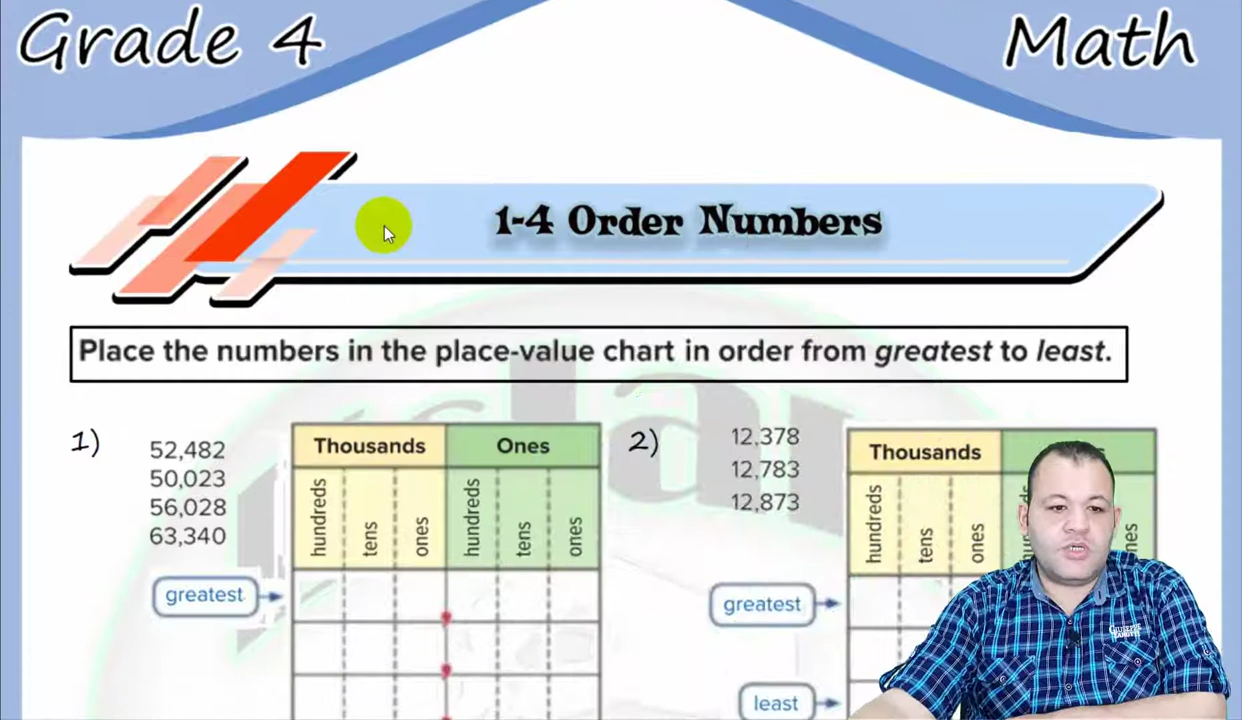 Grade 4
Math
1-4 Order Numbers
Place the numbers in the place-value chart in order from greatest to least.
1)
52,482
50,023
56,028
63,340
Thousands
Ones
hundreds
tens
ones
hundreds
tens
ones
greatest
2)
12,378
12,783
12,873
Thousands
hundreds
tens
ones
greatest
least